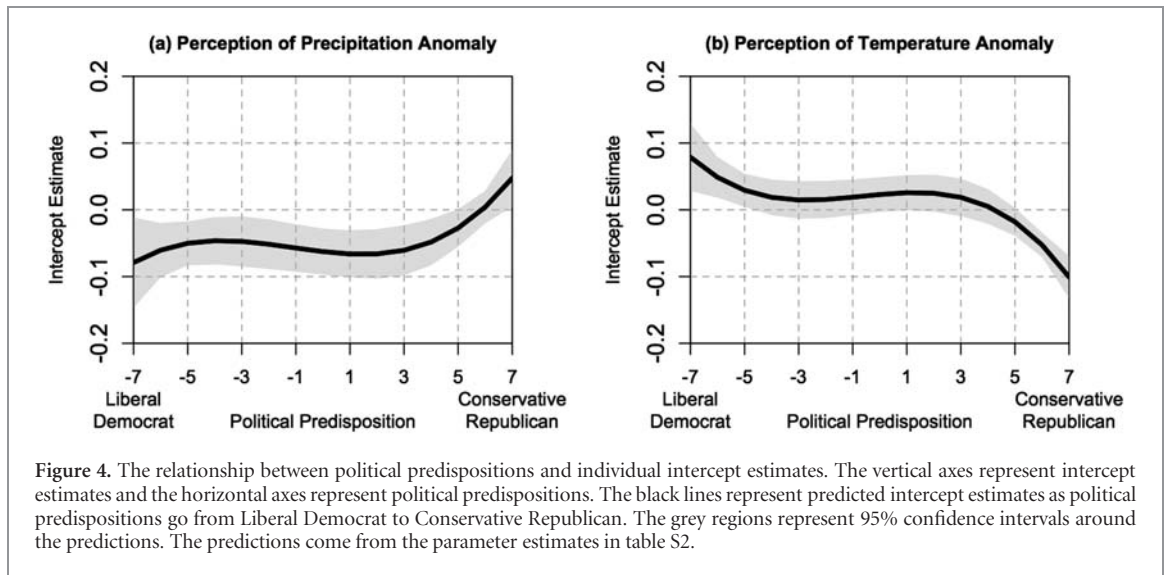 (a) Perception of Precipitation Anomaly
Intercept Estimate
0.2
0.1
0.0
-0.1
-0.2
-7 -5 -3 -1 1 3 5 7
Liberal Democrat
Political Predisposition
Conservative Republican
(b) Perception of Temperature Anomaly
Intercept Estimate
0.2
0.1
0.0
-0.1
-0.2
-7 -5 -3 -1 1 3 5 7
Liberal Democrat
Political Predisposition
Conservative Republican
Figure 4. The relationship between political predispositions and individual intercept estimates. The vertical axes represent intercept
estimates and the horizontal axes represent political predispositions. The black lines represent predicted intercept estimates as political
predispositions go from Liberal Democrat to Conservative Republican. The grey regions represent 95% confidence intervals around
the predictions. The predictions come from the parameter estimates in table S2.